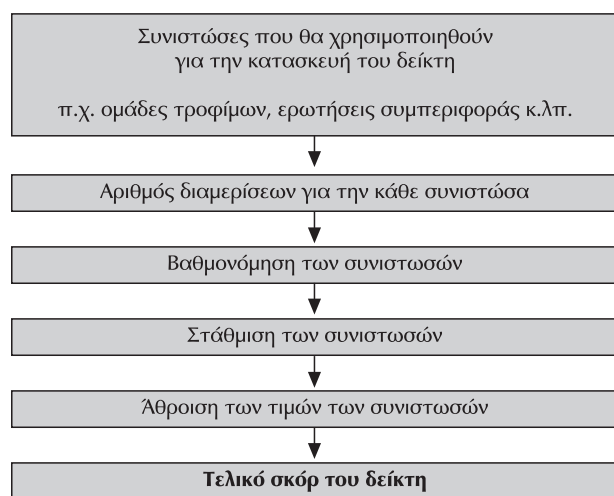 Συνιστώσες που θα χρησιμοποιηθούν
για την κατασκευή του δείκτη
π.χ. ομάδες τροφίμων, ερωτήσεις συμπεριφοράς κ.λπ.
Αριθμός διαμερίσεων για την κάθε συνιστώσα
Βαθμονόμηση των συνιστωσών
Στάθμιση των συνιστωσών
Άθροιση των τιμών των συνιστωσών
Τελικό σκόρ του δείκτη